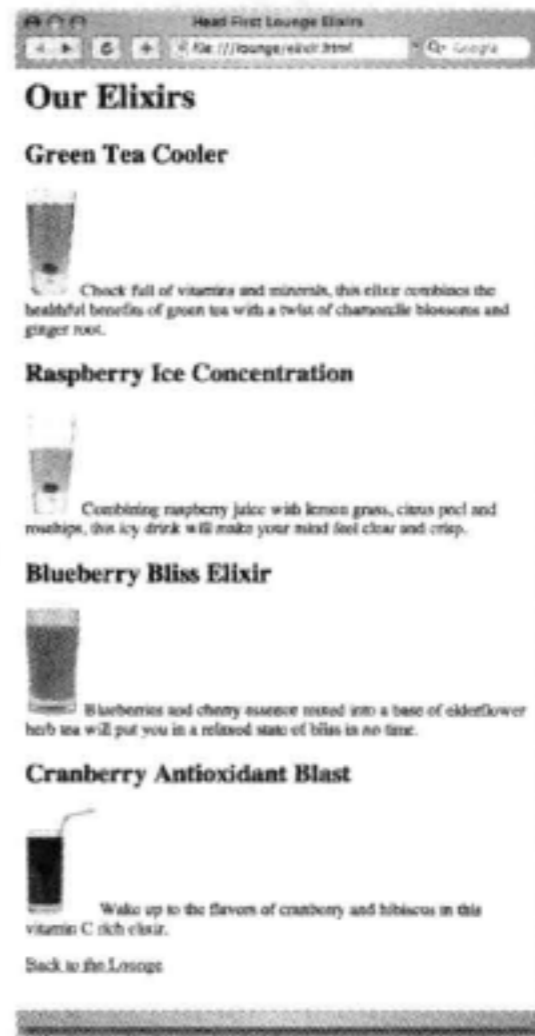 Head First Lounge Elixirs
file:///lounge/elixir.html
Google
Our Elixirs
Green Tea Cooler
Chock full of vitamins and minerals, this elixir combines the
healthful benefits of green tea with a twist of chamomile blossoms and
ginger root.
Raspberry Ice Concentration
Combining raspberry juice with lemon grass, citrus peel and
rosehips, this icy drink will make your mind feel clear and crisp.
Blueberry Bliss Elixir
Blueberries and cherry essence mixed into a base of elderflower
herb tea will put you in a relaxed state of bliss in no time.
Cranberry Antioxidant Blast
Wake up to the flavors of cranberry and hibiscus in this
vitamin C rich elixir.
Back to the Lounge